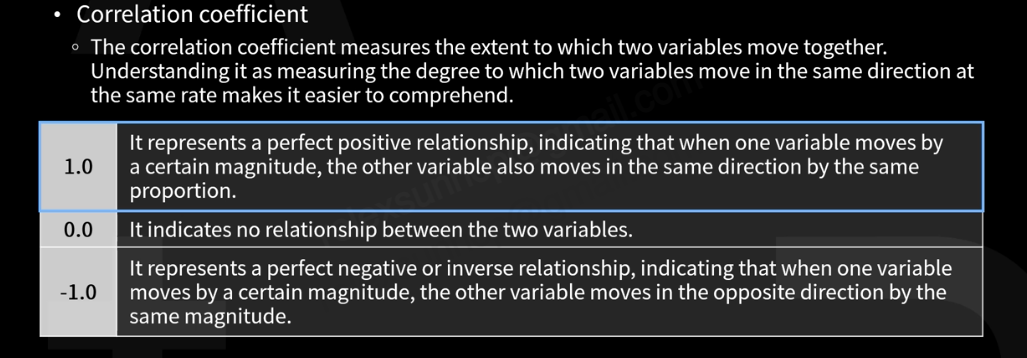 • Correlation coefficient
◦ The correlation coefficient measures the extent to which two variables move together.
Understanding it as measuring the degree to which two variables move in the same direction at
the same rate makes it easier to comprehend.
1.0
It represents a perfect positive relationship, indicating that when one variable moves by
a certain magnitude, the other variable also moves in the same direction by the same
proportion.
0.0
It indicates no relationship between the two variables.
-1.0
It represents a perfect negative or inverse relationship, indicating that when one variable
moves by a certain magnitude, the other variable moves in the opposite direction by the
same magnitude.